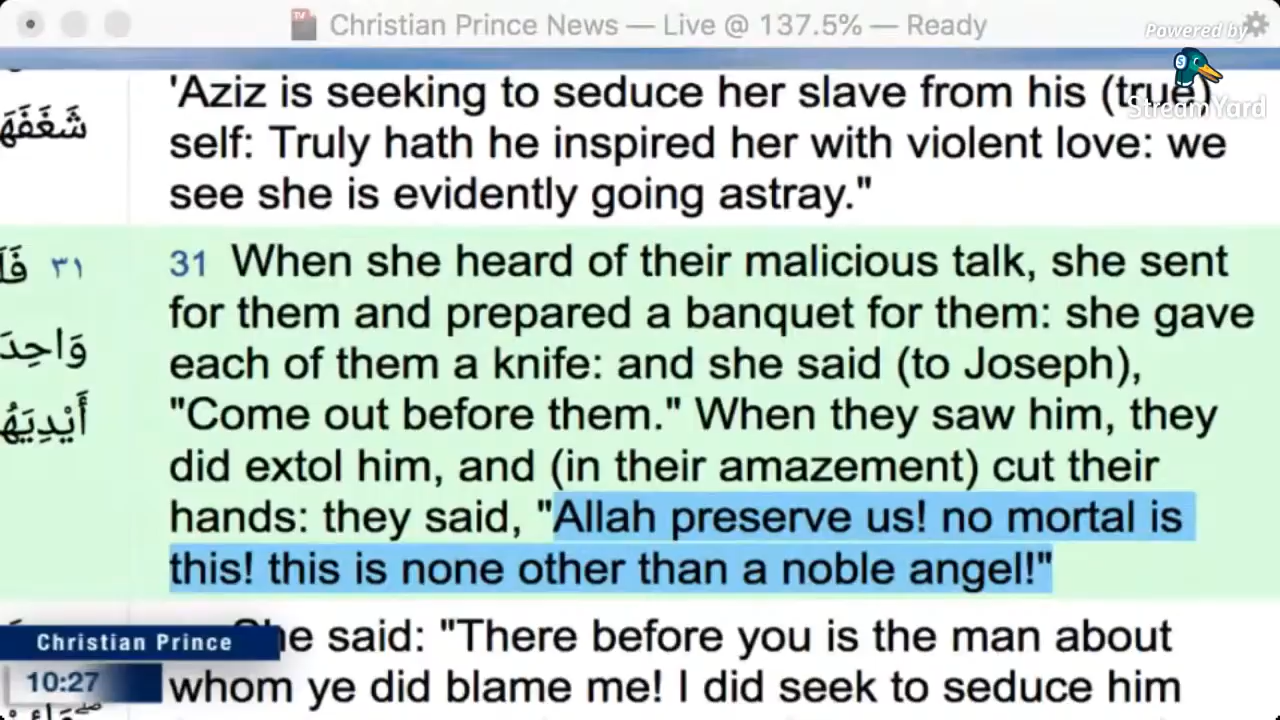 Christian Prince News — Live @ 137.5% — Ready
Powered by
StreamYard
'Aziz is seeking to seduce her slave from his (true)
self: Truly hath he inspired her with violent love: we
see she is evidently going astray."
شَغَفَهَ
31 When she heard of their malicious talk, she sent
for them and prepared a banquet for them: she gave
each of them a knife: and she said (to Joseph),
"Come out before them." When they saw him, they
did extol him, and (in their amazement) cut their
hands: they said, "Allah preserve us! no mortal is
this! this is none other than a noble angel!"
٣١ فَلَ
وَاحِدَ
أَيْدِيَهُ
he said: "There before you is the man about
whom ye did blame me! I did seek to seduce him
Christian Prince
10:27